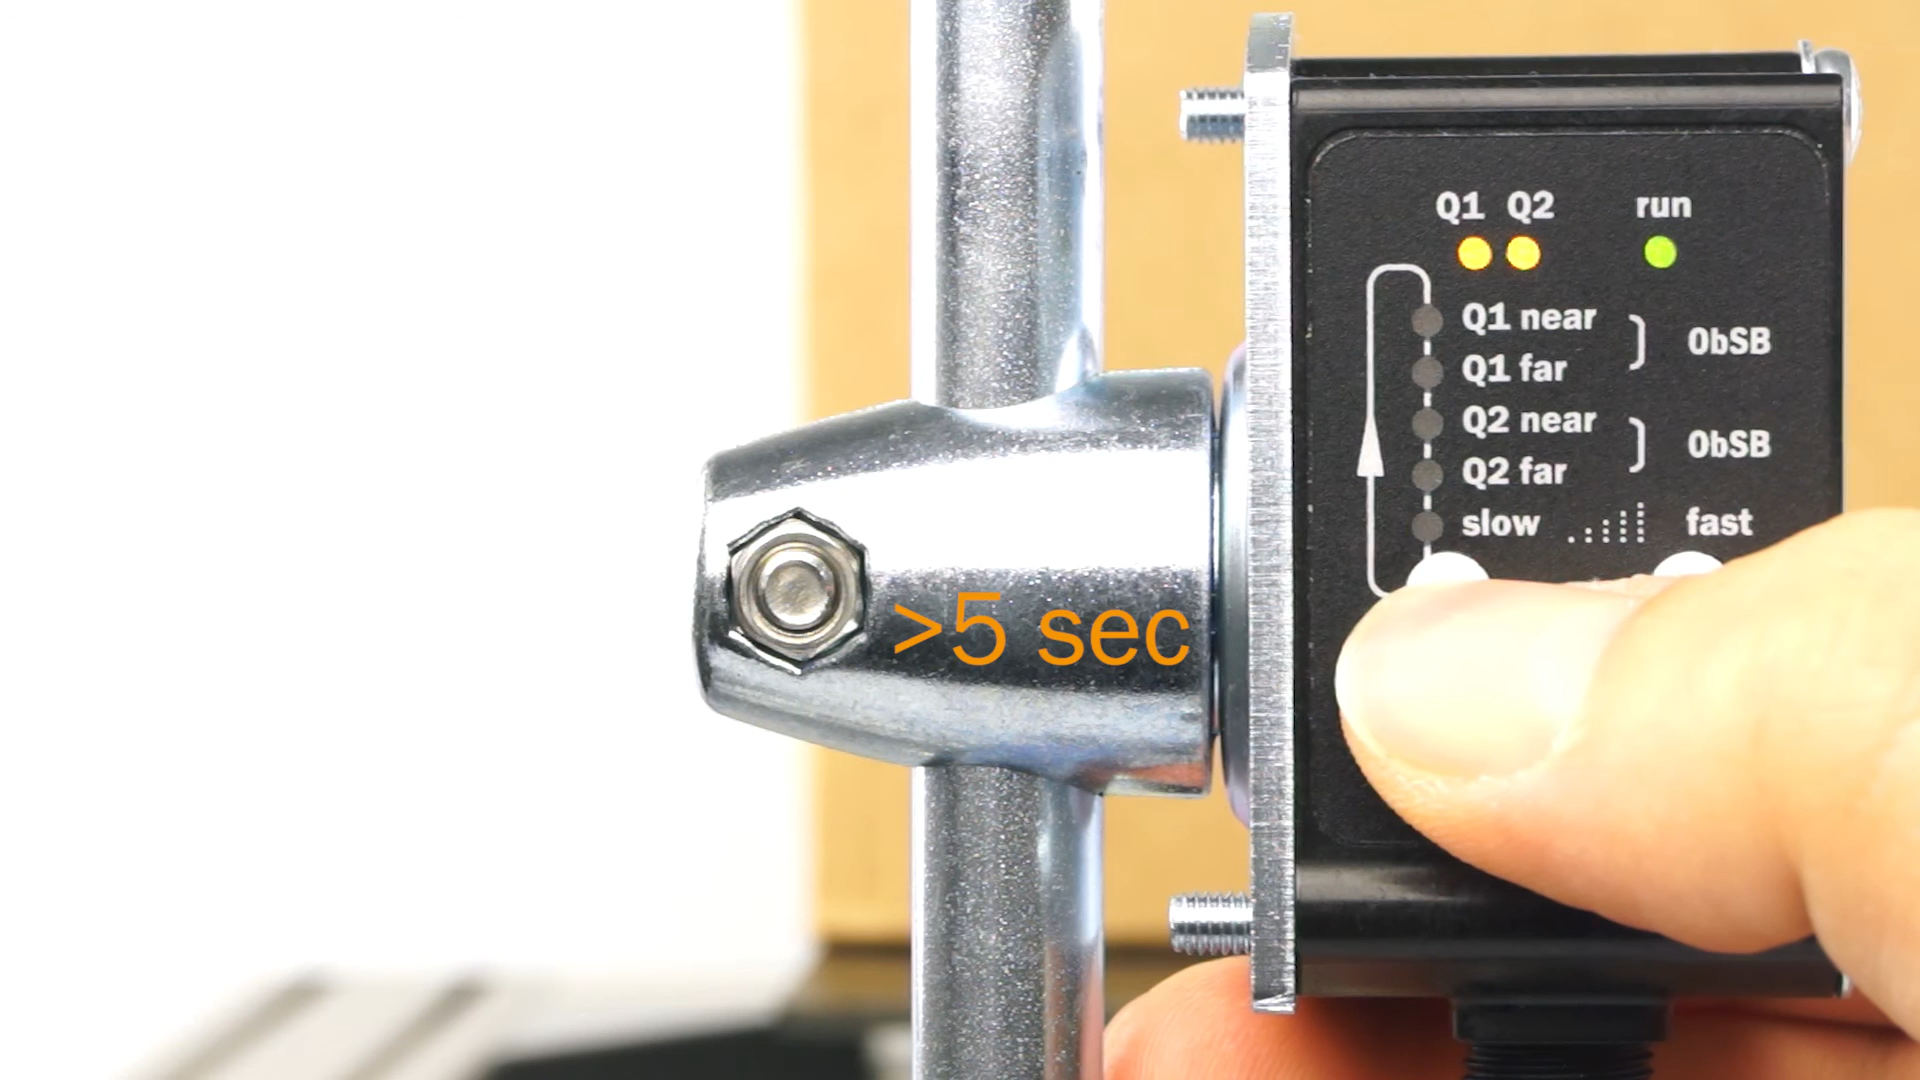 Q1 Q2 run
Q1 near
ObSB
Q1 far
Q2 near
ObSB
Q2 far
slow fast
>5 sec